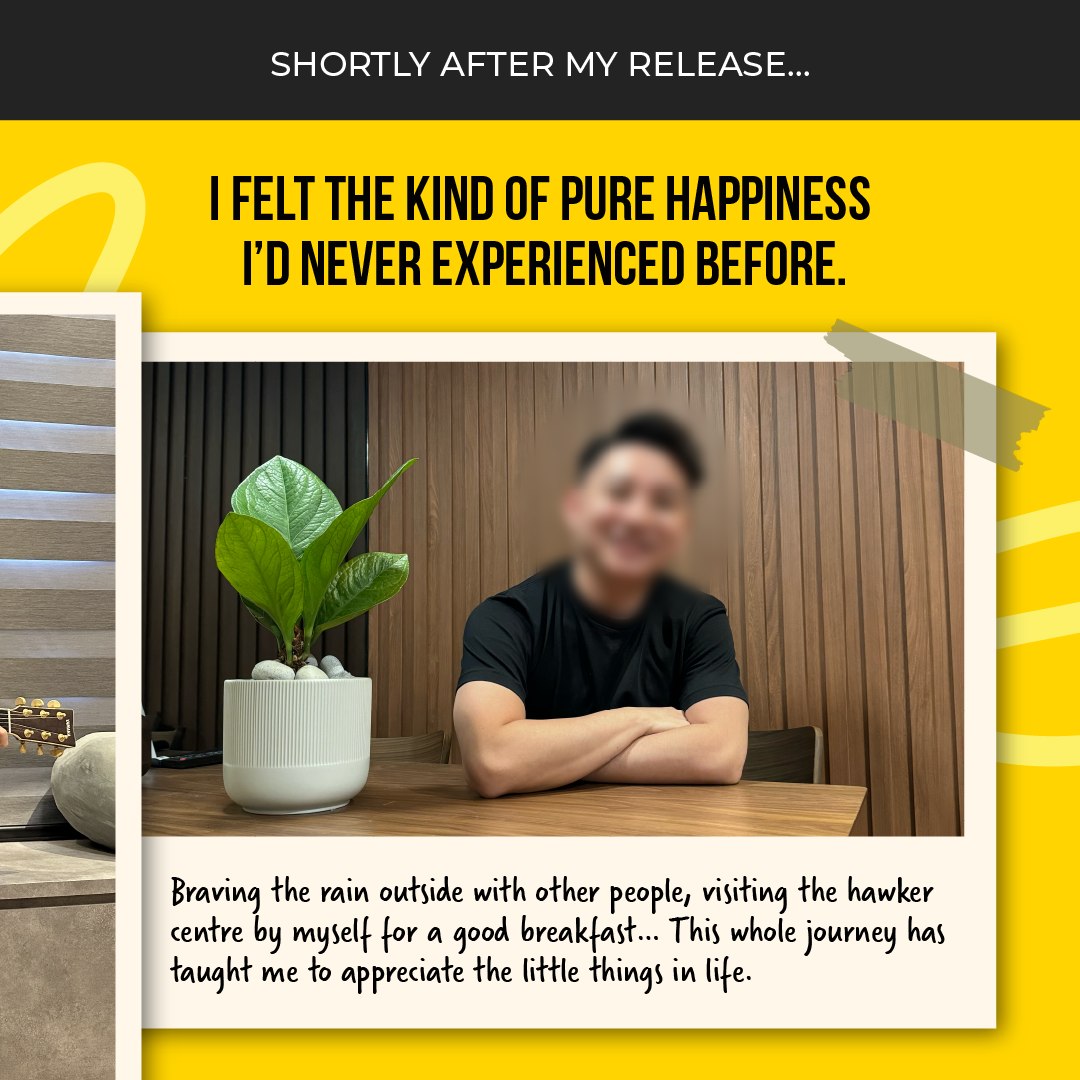 SHORTLY AFTER MY RELEASE...
I FELT THE KIND OF PURE HAPPINESS
I'D NEVER EXPERIENCED BEFORE.
Braving the rain outside with other people, visiting the hawker
centre by myself for a good breakfast... This whole journey has
taught me to appreciate the little things in life.